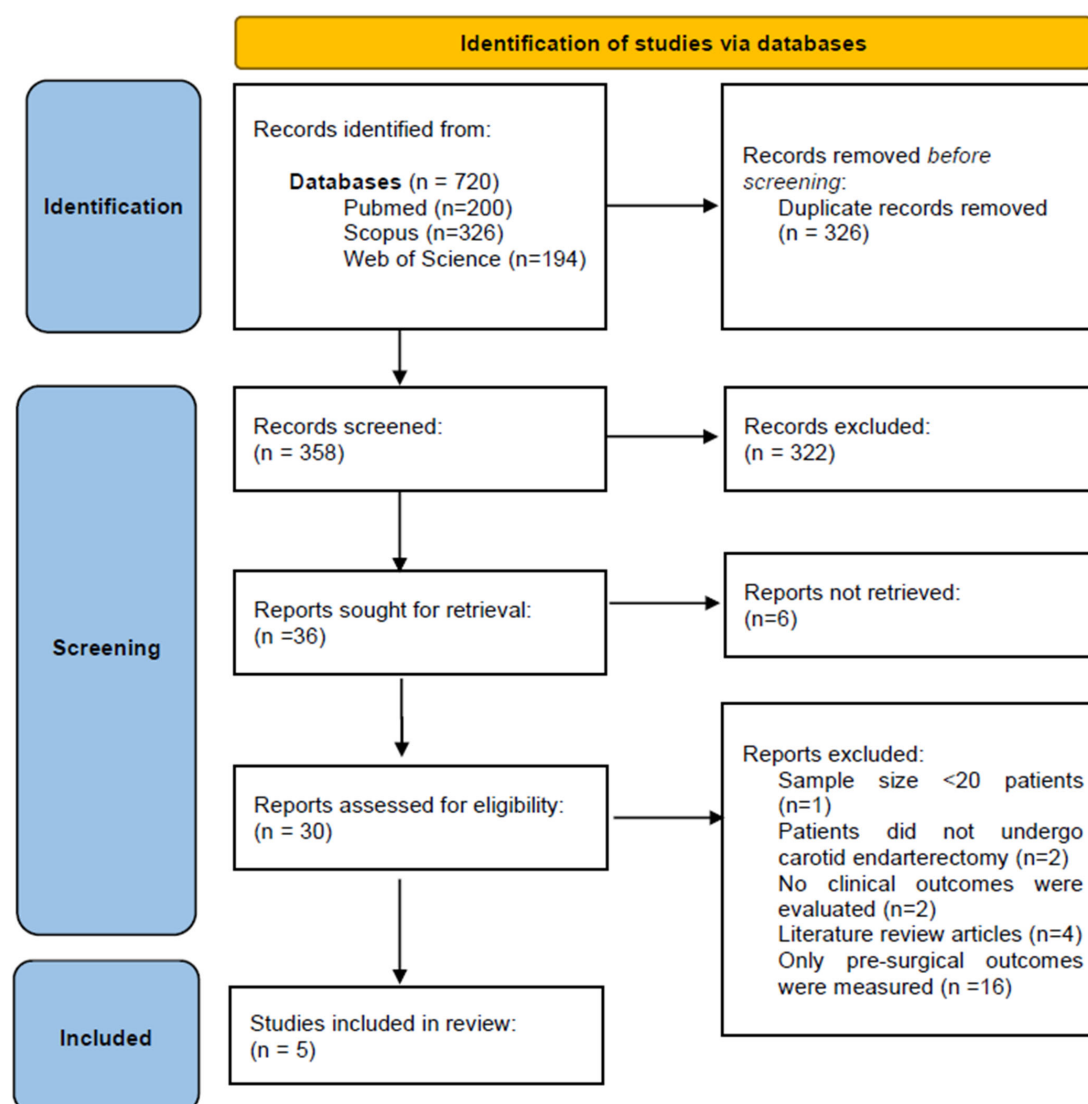 Identification of studies via databases
Identification
Records identified from:
Databases (n = 720)
Pubmed (n=200)
Scopus (n=326)
Web of Science (n=194)
Records removed before
screening:
Duplicate records removed
(n = 326)
Screening
Records screened:
(n = 358)
Records excluded:
(n = 322)
Reports sought for retrieval:
(n =36)
Reports not retrieved:
(n=6)
Reports assessed for eligibility:
(n = 30)
Reports excluded:
Sample size <20 patients
(n=1)
Patients did not undergo
carotid endarterectomy (n=2)
No clinical outcomes were
evaluated (n=2)
Literature review articles (n=4)
Only pre-surgical outcomes
were measured (n =16)
Included
Studies included in review:
(n = 5)